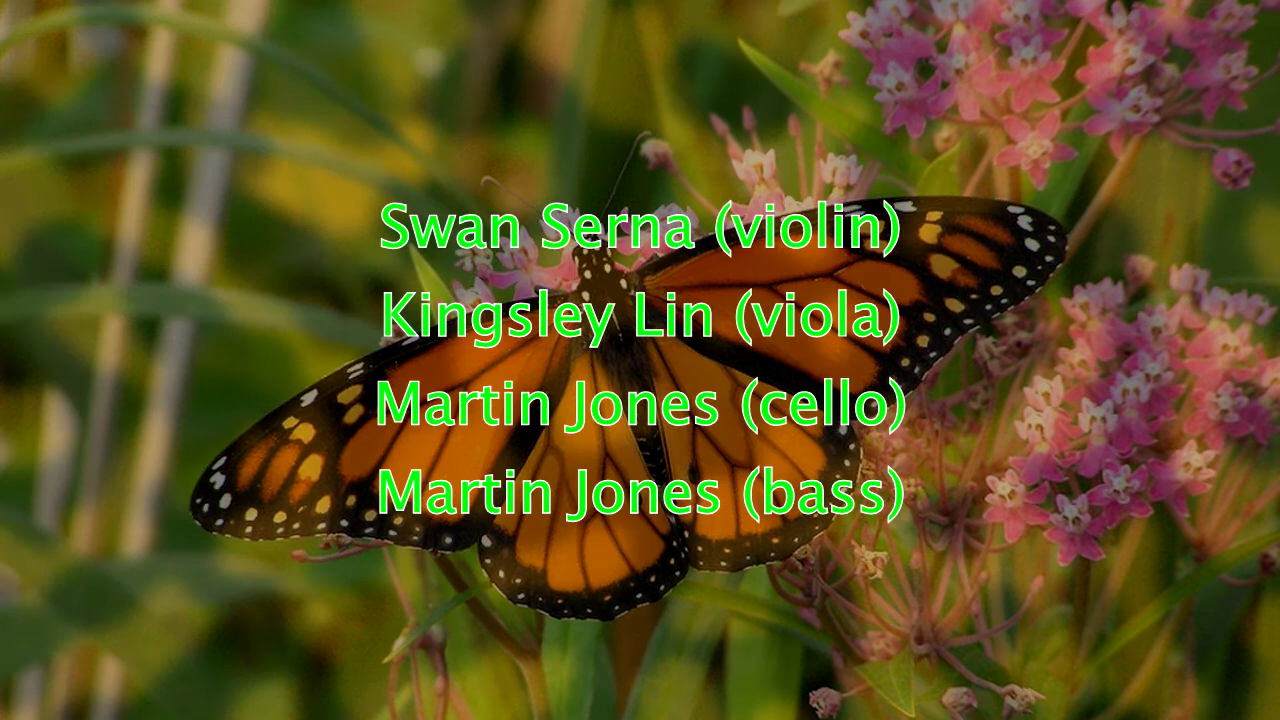 Swan Serna (violin)
Kingsley Lin (viola)
Martin Jones (cello)
Martin Jones (bass)